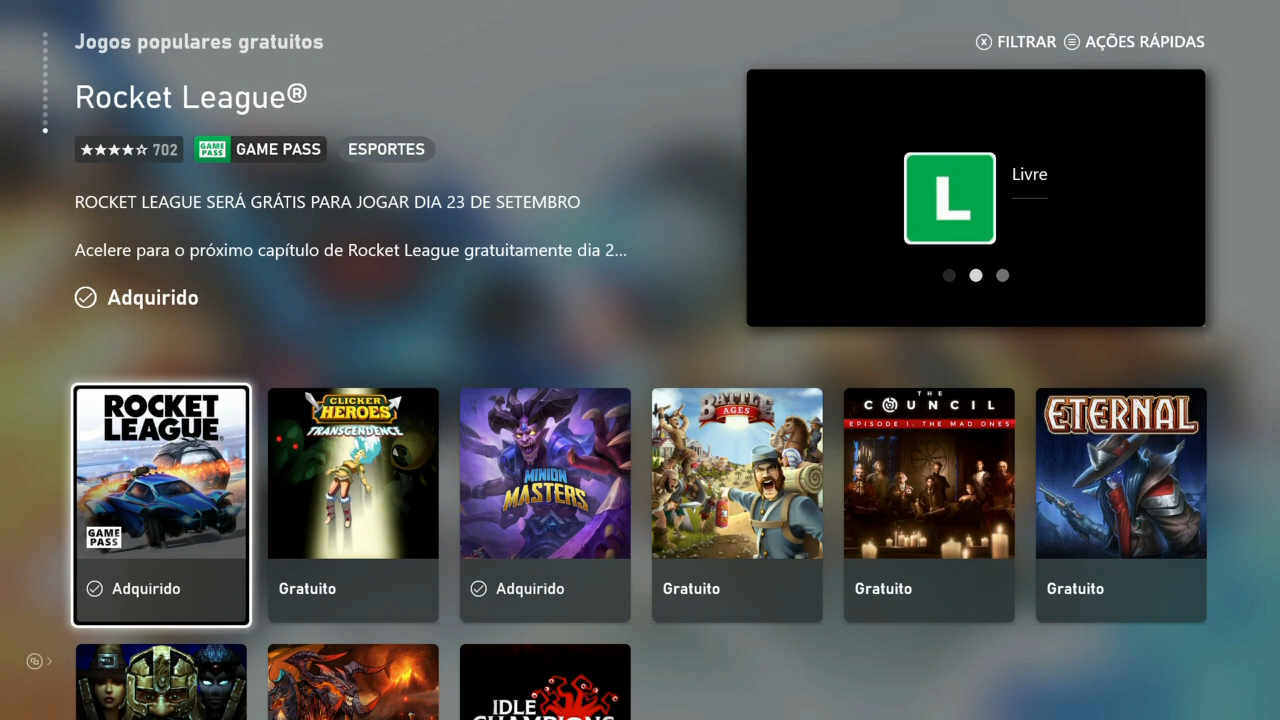 Jogos populares gratuitos
FILTRAR AÇÕES RÁPIDAS
Rocket League®
702 GAME PASS GAME PASS ESPORTES
ROCKET LEAGUE SERÁ GRÁTIS PARA JOGAR DIA 23 DE SETEMBRO
Acelere para o próximo capítulo de Rocket League gratuitamente dia 2...
Adquirido
L Livre
ROCKET LEAGUE®
GAME PASS
Adquirido
CLICKER HEROES
TRANSCENDENCE
Gratuito
MINION MASTERS
Adquirido
BATTLE AGES
Gratuito
THE COUNCIL
EPISODE 1. THE MAD ONES
Gratuito
ETERNAL
Gratuito
IDLE
CHAMPIONS